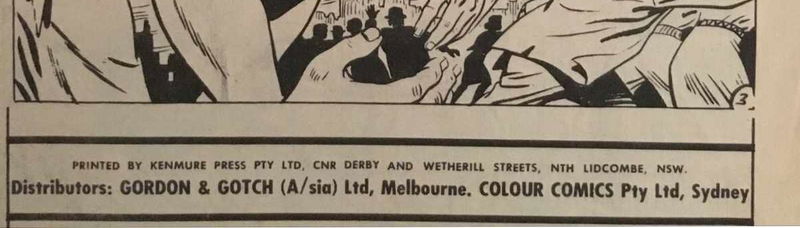 3
PRINTED BY KENMURE PRESS PTY LTD, CNR DERBY AND WETHERILL STREETS, NTH LIDCOMBE, NSW.
Distributors: GORDON & GOTCH (A/sia) Ltd, Melbourne. COLOUR COMICS Pty Ltd, Sydney